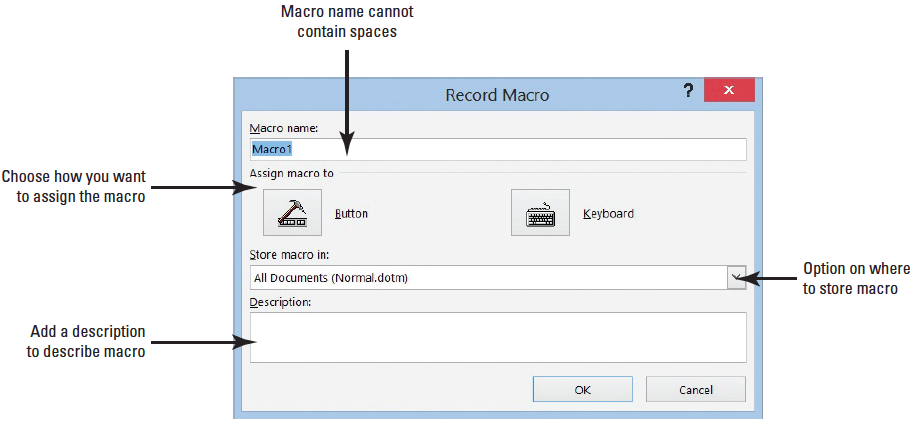 Macro name cannot
contain spaces
Record Macro
?
x
Macro name:
Macro1
Choose how you want
to assign the macro
Assign macro to
Button
Keyboard
Store macro in:
All Documents (Normal.dotm)
Option on where
to store macro
Description:
Add a description
to describe macro
OK
Cancel